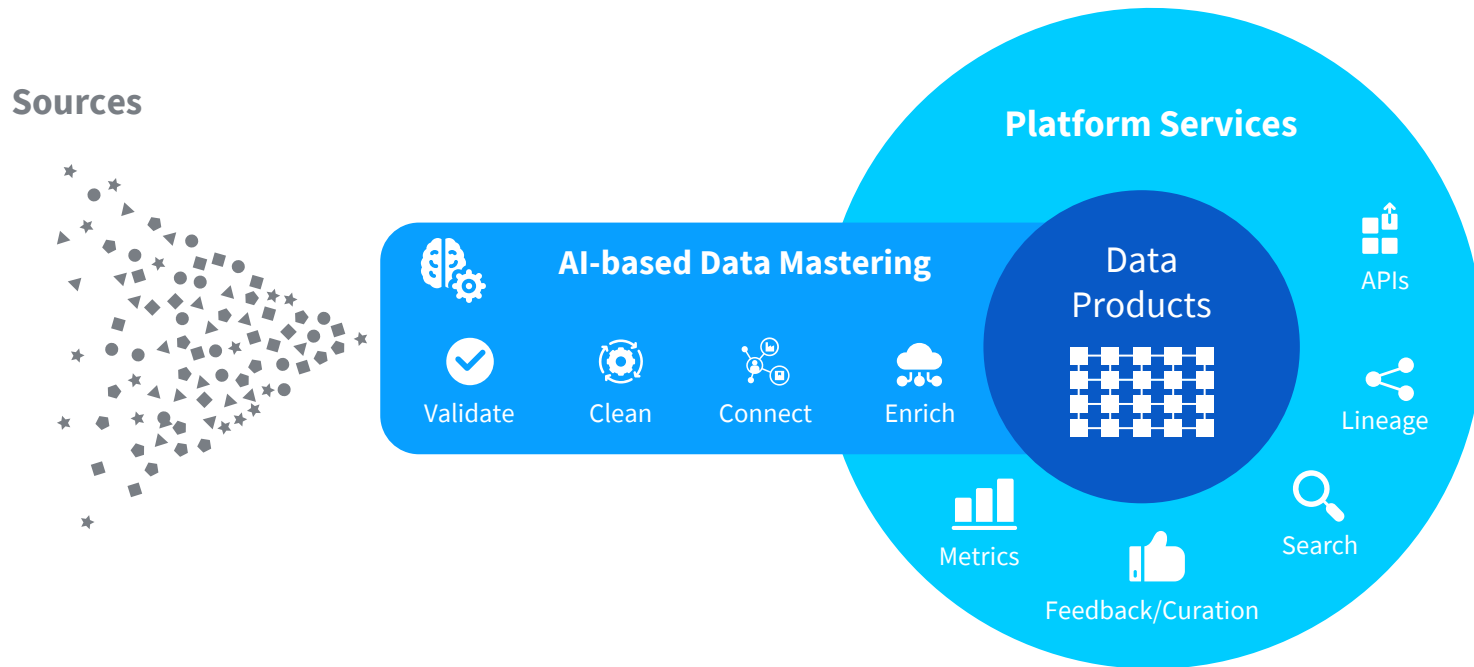 Sources
Platform Services
AI-based Data Mastering
Validate
Clean
Connect
Enrich
Data
Products
APIs
Lineage
Search
Feedback/Curation
Metrics